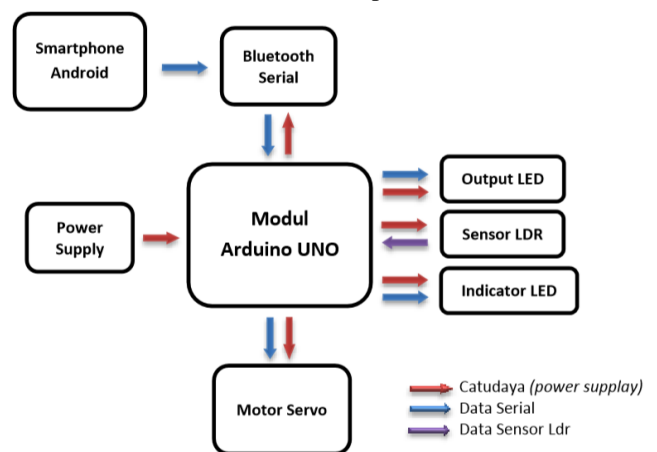 Smartphone
Android
Bluetooth
Serial
Modul
Arduino UNO
Power
Supply
Output LED
Sensor LDR
Indicator LED
Motor Servo
Catudaya (power supplay)
Data Serial
Data Sensor Ldr